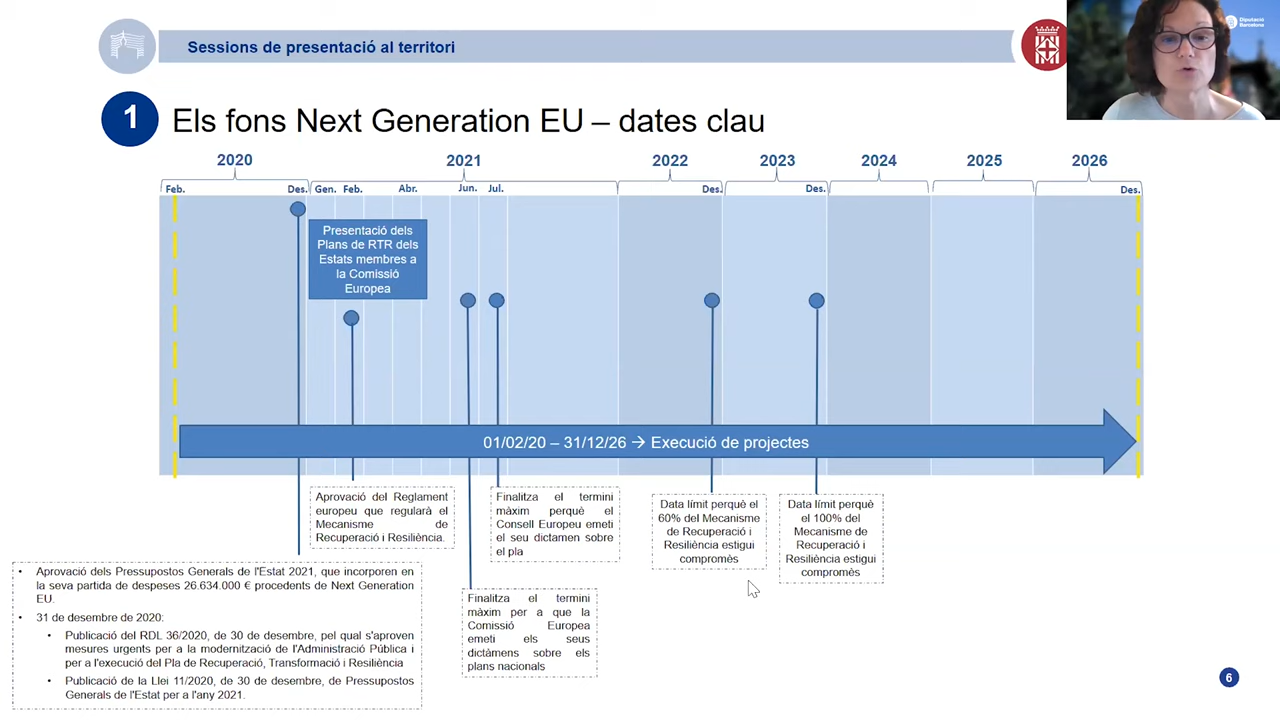 Sessions de presentació al territori
Diputació
Barcelona
1
Els fons Next Generation EU – dates clau
2020
2021
2022
2023
2024
2025
2026
Feb.
Des.
Gen.
Feb.
Abr.
Jun.
Jul.
Des.
Des.
Des.
Presentació dels
Plans de RTR dels
Estats membres a
la Comissió
Europea
01/02/20 – 31/12/26 → Execució de projectes
Aprovació del Reglament
europeu que regularà el
Mecanisme de
Recuperació i Resiliència.
Finalitza el termini
màxim perquè el
Consell Europeu emeti
el seu dictamen sobre
el pla
Data límit perquè el
60% del Mecanisme
de Recuperació i
Resiliència estigui
compromès
Data límit perquè
el 100% del
Mecanisme de
Recuperació i
Resiliència estigui
compromès
• Aprovació dels Pressupostos Generals de l'Estat 2021, que incorporen en
la seva partida de despeses 26.634.000 € procedents de Next Generation
EU.
• 31 de desembre de 2020:
• Publicació del RDL 36/2020, de 30 de desembre, pel qual s'aproven
mesures urgents per a la modernització de l'Administració Pública i
per a l'execució del Pla de Recuperació, Transformació i Resiliència
• Publicació de la Llei 11/2020, de 30 de desembre, de Pressupostos
Generals de l'Estat per a l'any 2021.
Finalitza el termini
màxim per a que la
Comissió Europea
emeti els seus
dictàmens sobre els
plans nacionals
6